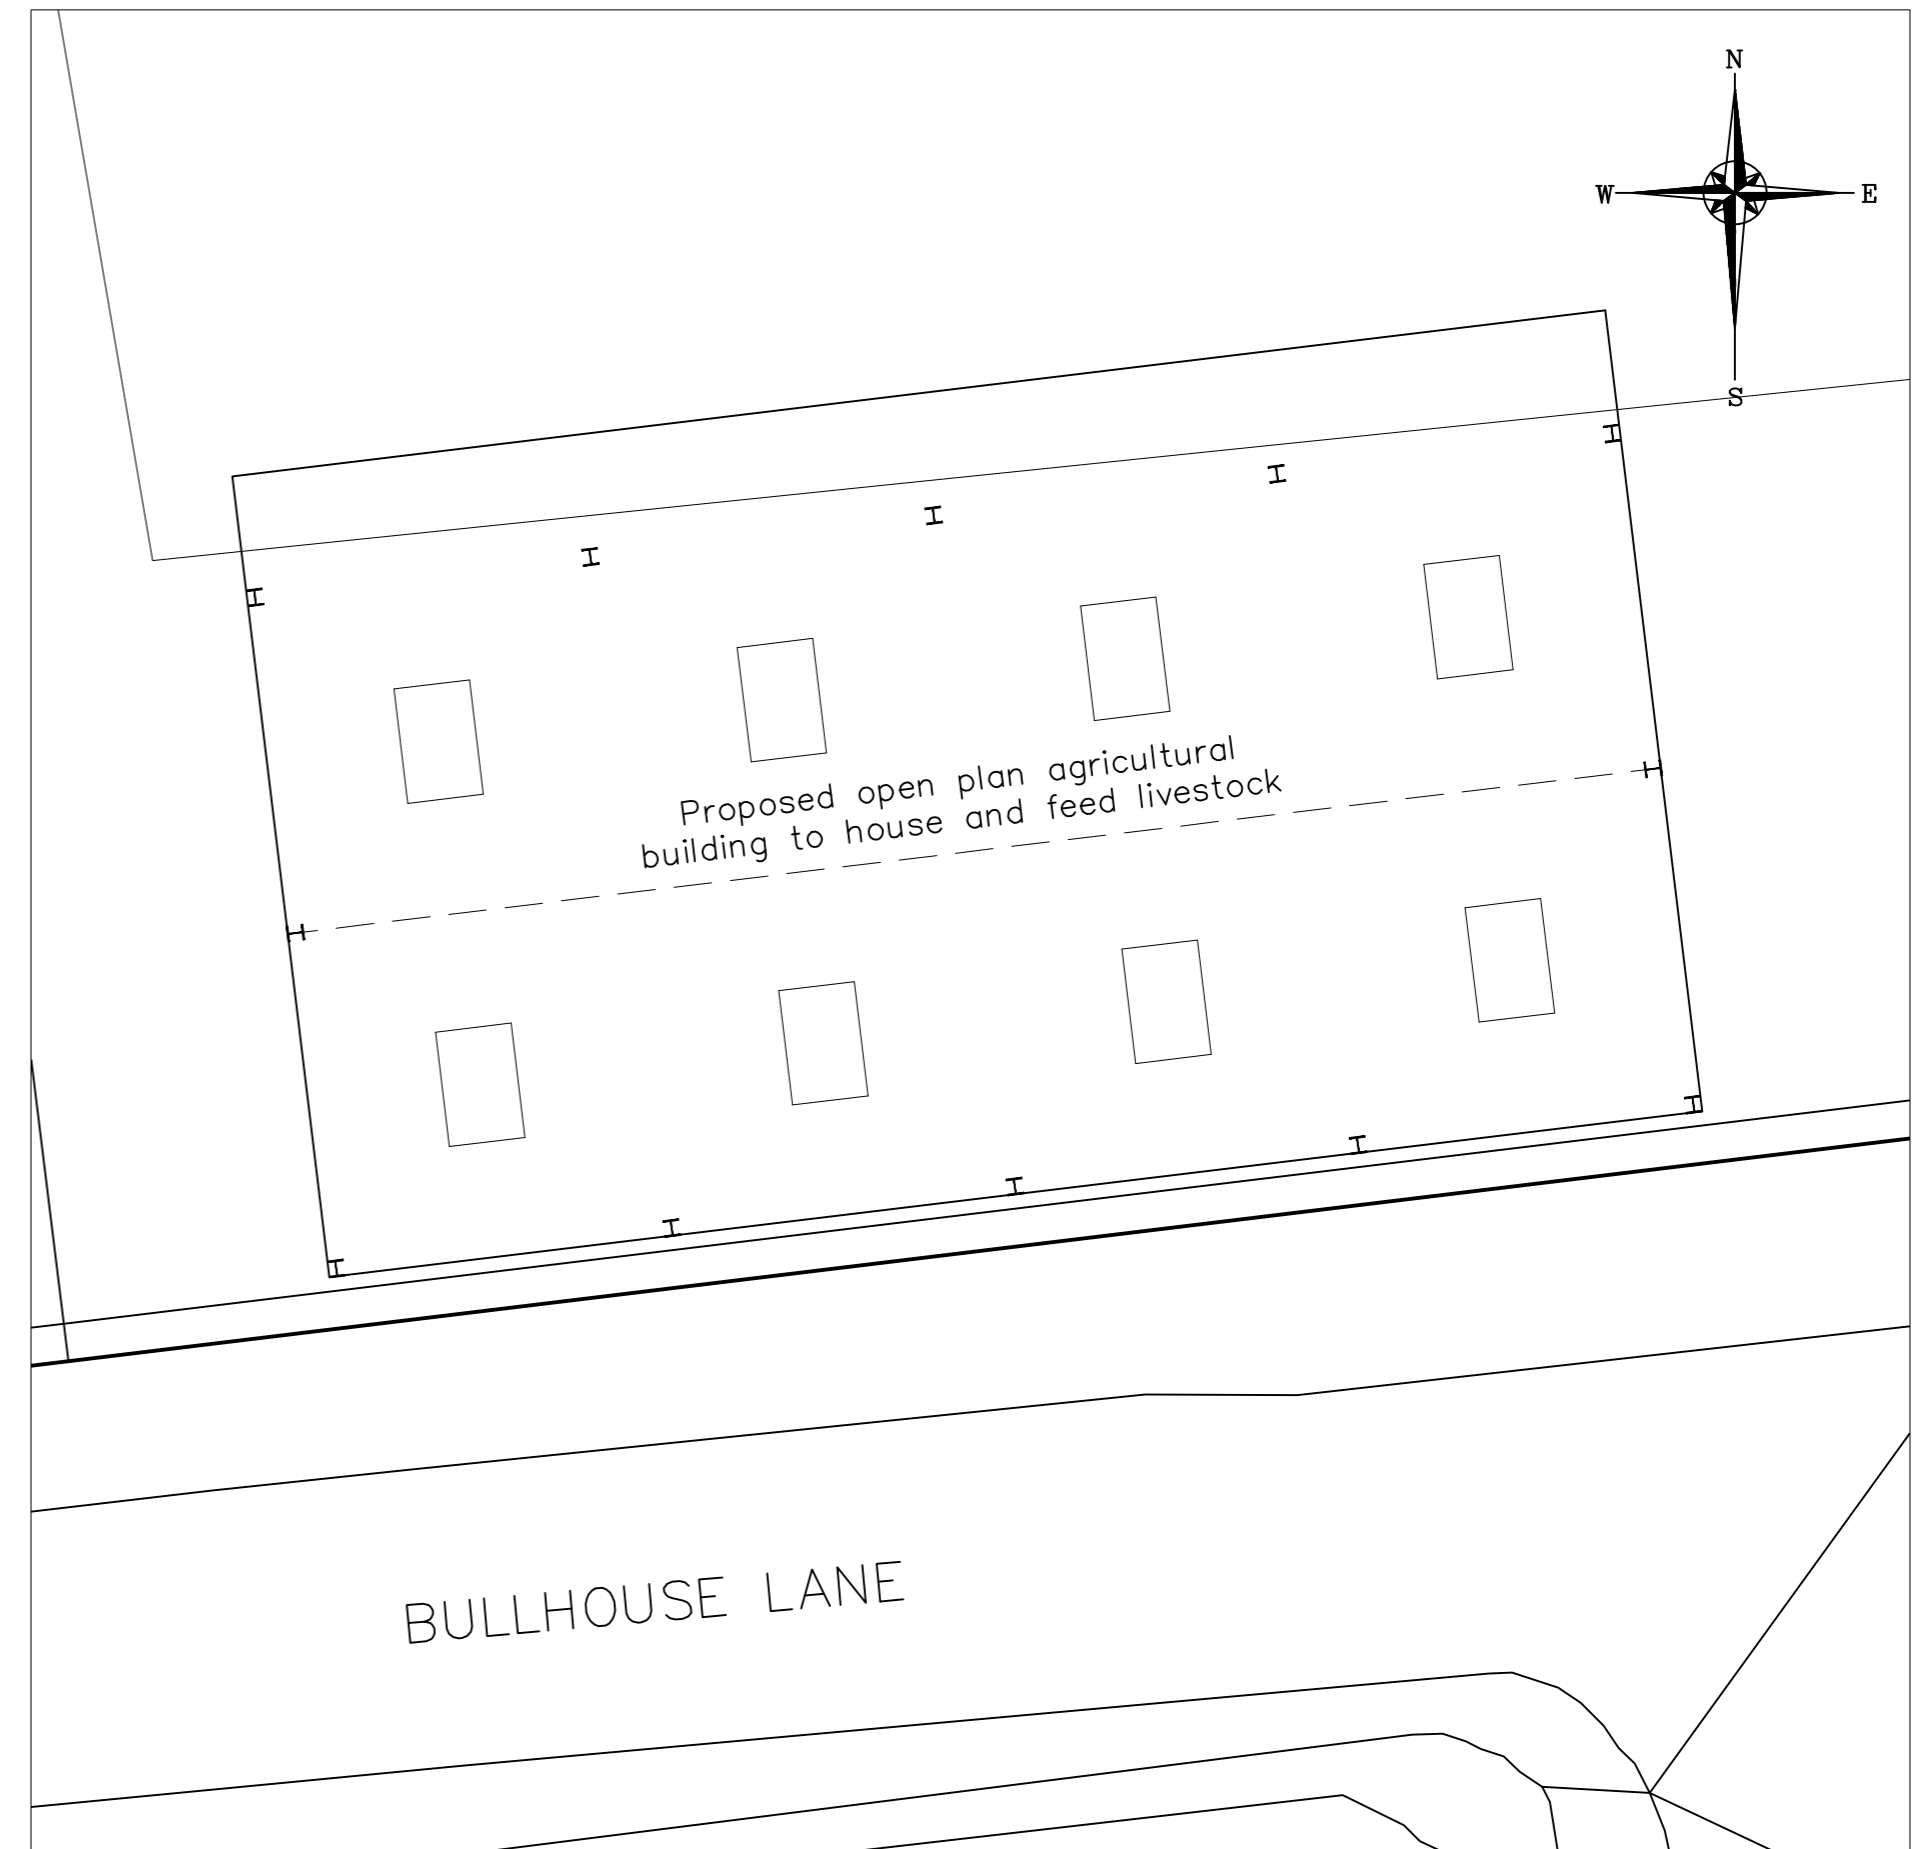 N
W E
S
Proposed open plan agricultural
building to house and feed livestock
BULLHOUSE LANE